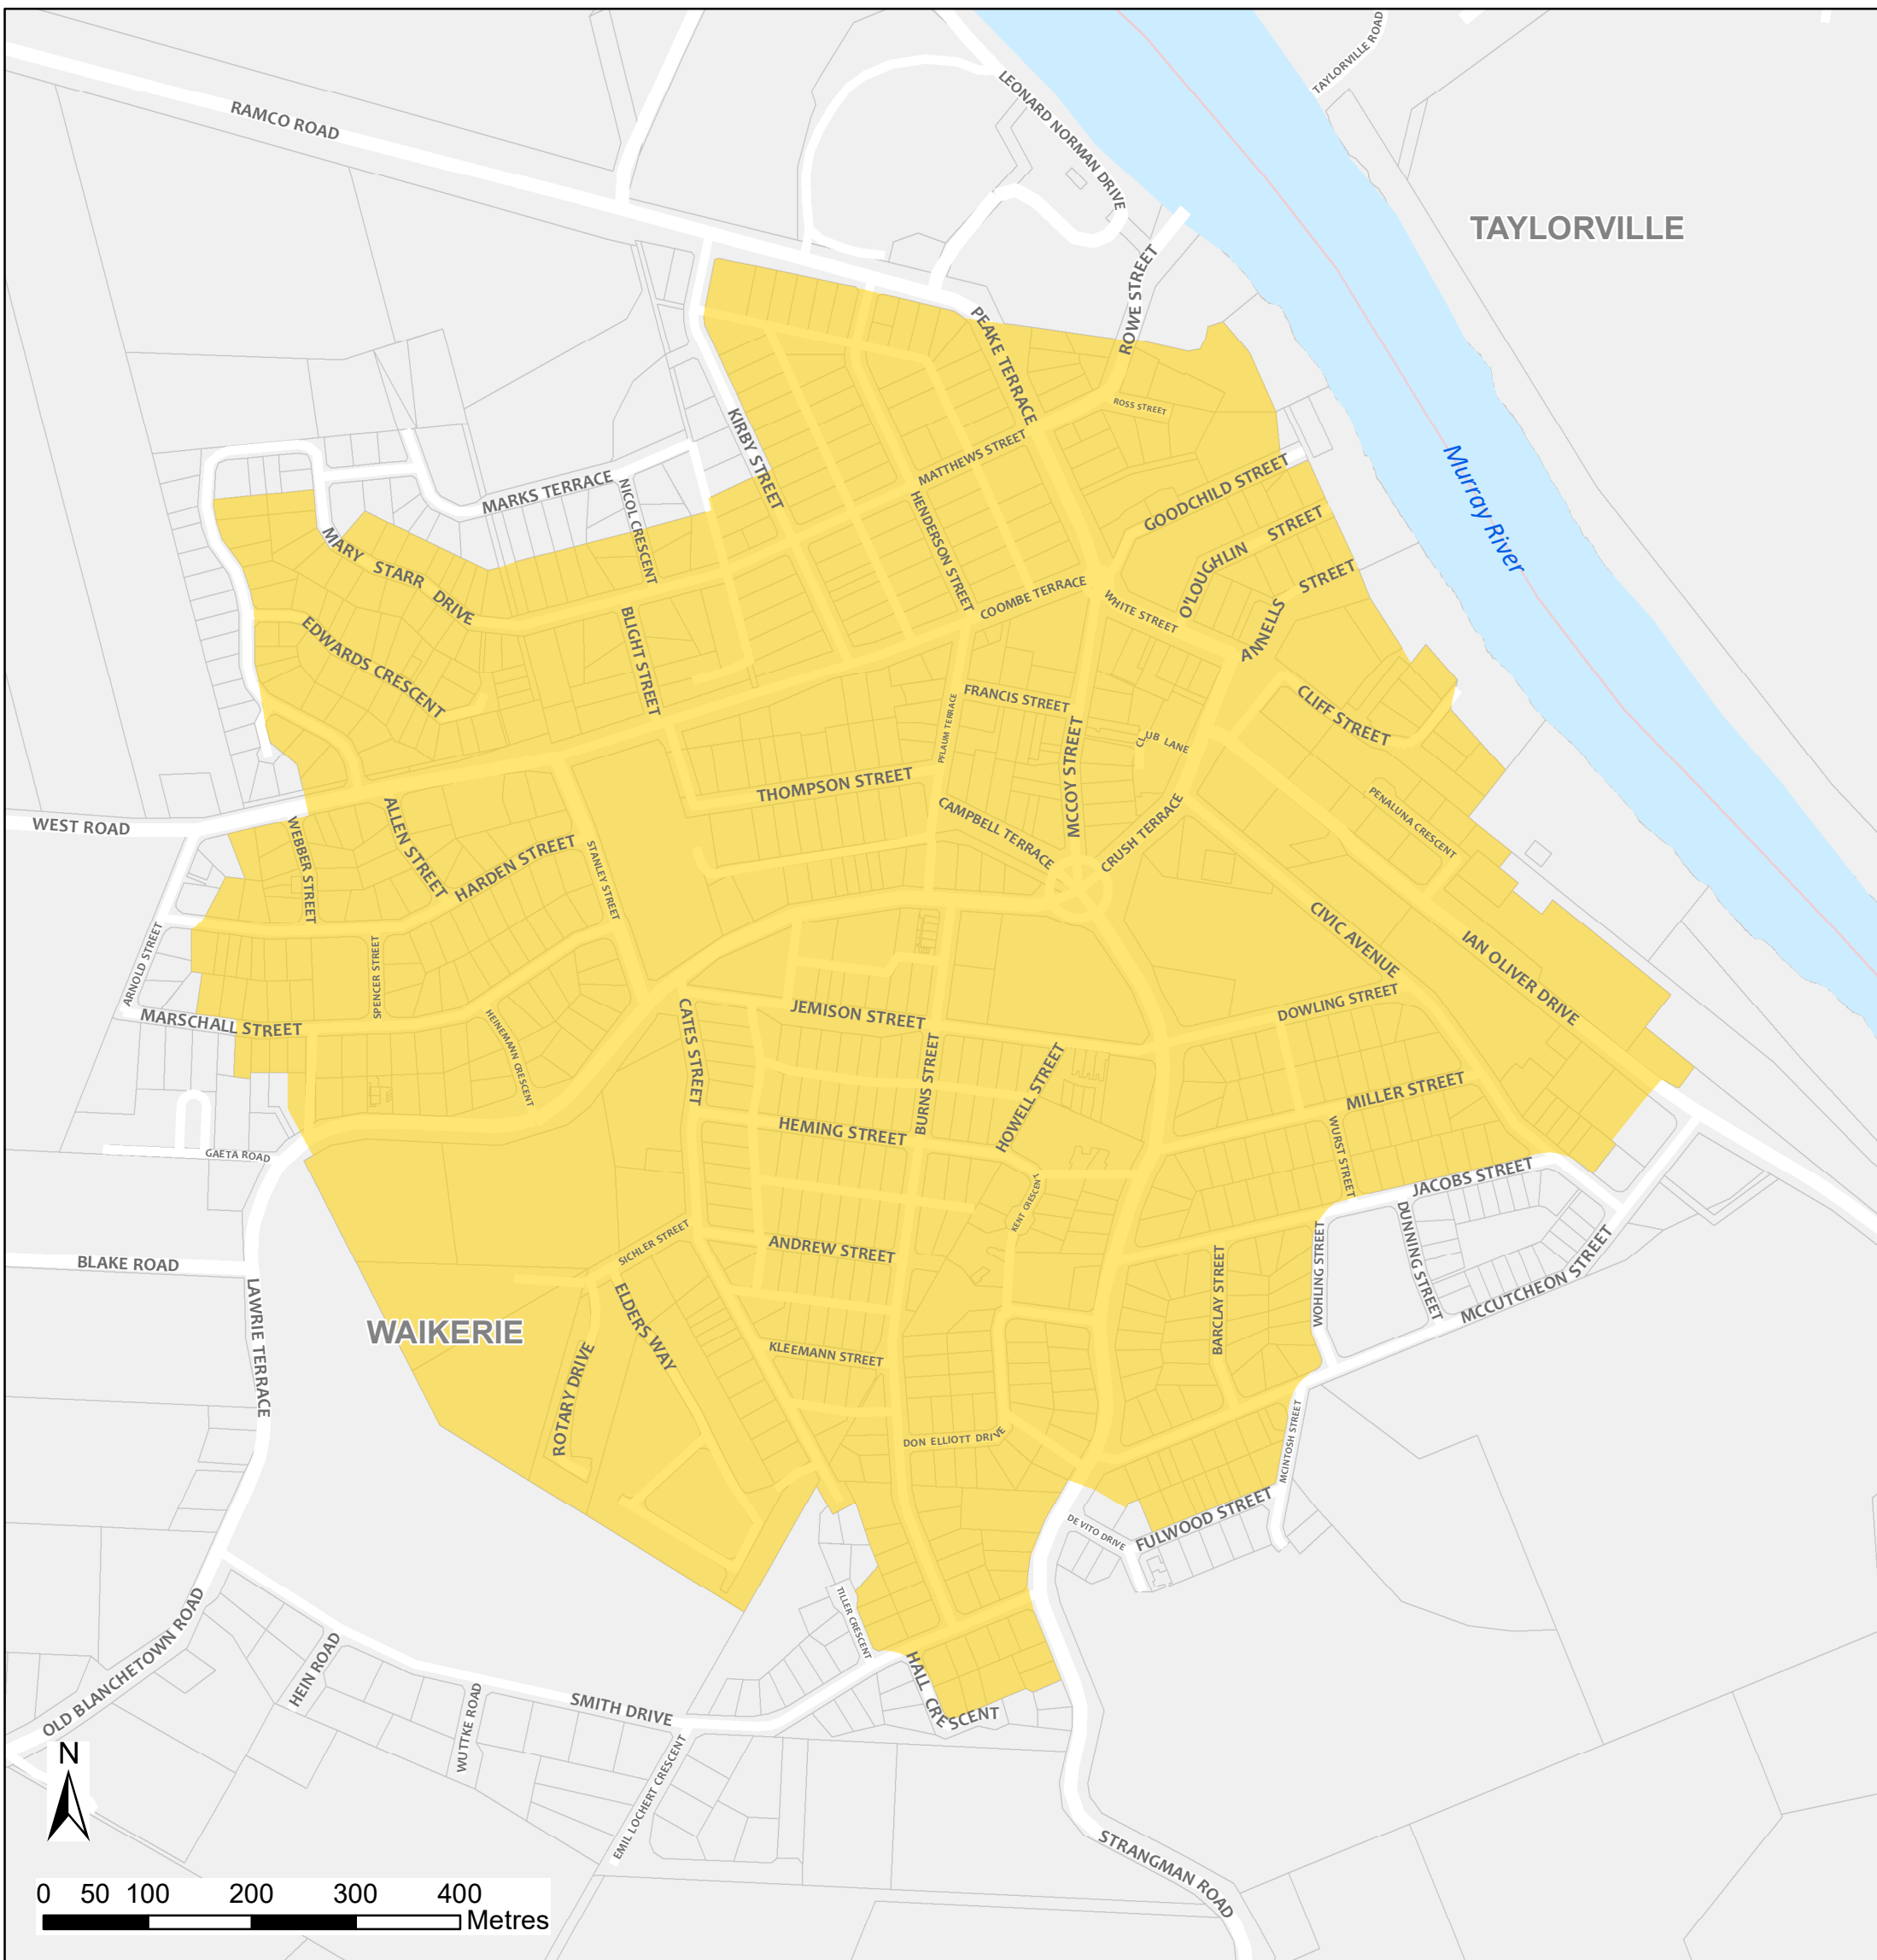 TAYLORVILLE ROAD
LEONARD NORMAN DRIVE
RAMCO ROAD
TAYLORVILLE
ROWE STREET
PEAKE TERRACE
ROSS STREET
KIRBY STREET
MATTHEWS STREET
GOODCHILD STREET
Murray River
MARKS TERRACE
NICOL CRESCENT
HENDERSON STREET
O'LOUGHLIN STREET
MARY STARR DRIVE
COOMBE TERRACE
WHITE STREET
ANNELLS STREET
EDWARDS CRESCENT
BLIGHT STREET
FRANCIS STREET
PFLAUM TERRACE
CLIFF STREET
CLUB LANE
MCCOY STREET
THOMPSON STREET
CAMPBELL TERRACE
CRUSH TERRACE
PENALUNA CRESCENT
WEST ROAD
WEBBER STREET
ALLEN STREET
HARDEN STREET
STANLEY STREET
CIVIC AVENUE
IAN OLIVER DRIVE
ARNOLD STREET
SPENCER STREET
MARSCHALL STREET
HEINEMANN CRESCENT
CATES STREET
JEMISON STREET
DOWLING STREET
BURNS STREET
HOWELL STREET
MILLER STREET
HEMING STREET
WURST STREET
GAETA ROAD
KENT CRESCENT
JACOBS STREET
DUNNING STREET
SICHLER STREET
ANDREW STREET
BLAKE ROAD
LAWRIE TERRACE
WAIKERIE
ELDERS WAY
BARCLAY STREET
WOHLING STREET
MCCUTCHEON STREET
KLEEMANN STREET
ROTARY DRIVE
DON ELLIOTT DRIVE
MCINTOSH STREET
DE VITO DRIVE
FULWOOD STREET
TILLER CRESCENT
OLD BLANCHETOWN ROAD
HEIN ROAD
HALL CRESCENT
WUTTKE ROAD
SMITH DRIVE
EMIL LOCHERT CRESCENT
STRANGMAN ROAD
N
0 50 100 200 300 400
Metres